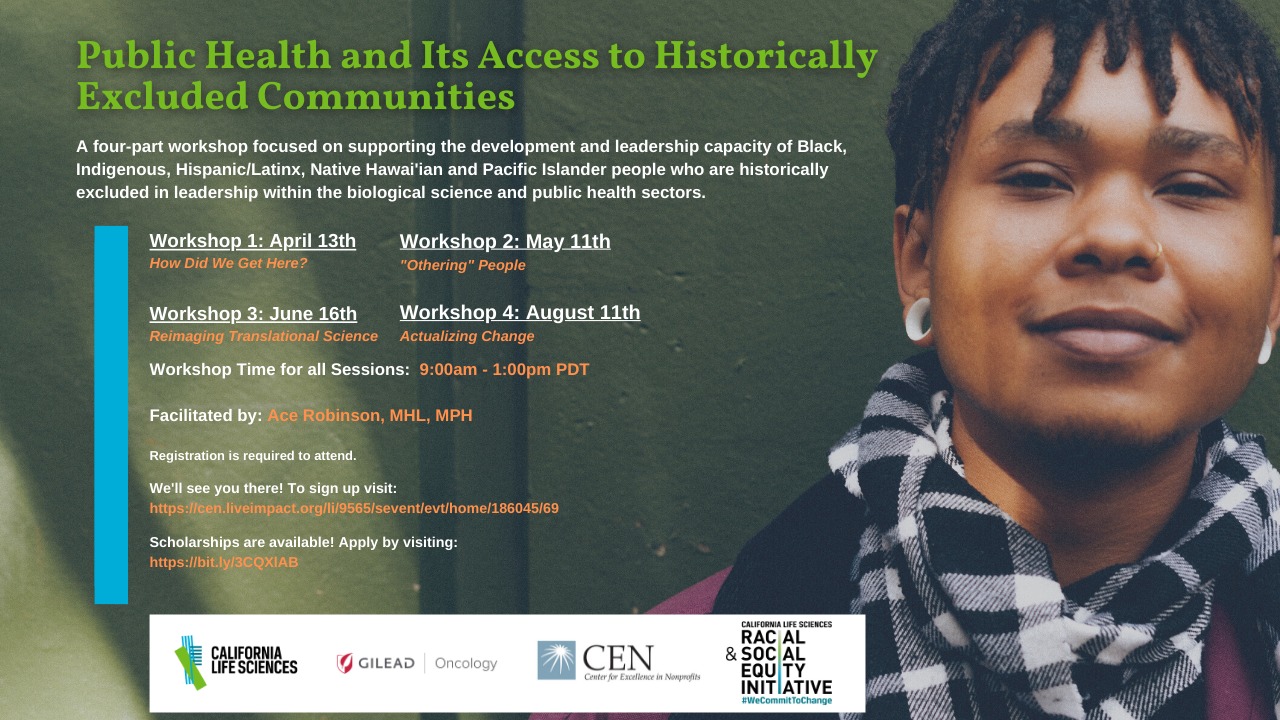 Public Health and Its Access to Historically
Excluded Communities
A four-part workshop focused on supporting the development and leadership capacity of Black,
Indigenous, Hispanic/Latinx, Native Hawai'ian and Pacific Islander people who are historically
excluded in leadership within the biological science and public health sectors.
Workshop 1: April 13th
How Did We Get Here?
Workshop 2: May 11th
"Othering" People
Workshop 3: June 16th
Reimaging Translational Science
Workshop 4: August 11th
Actualizing Change
Workshop Time for all Sessions: 9:00am - 1:00pm PDT
Facilitated by: Ace Robinson, MHL, MPH
Registration is required to attend.
We'll see you there! To sign up visit:
https://cen.liveimpact.org/li/9565/sevent/evt/home/186045/69
Scholarships are available! Apply by visiting:
https://bit.ly/3CQXIAB
CALIFORNIA
LIFE SCIENCES
GILEAD Oncology
CEN
Center for Excellence in Nonprofits
CALIFORNIA LIFE SCIENCES
RACIAL
& SOCIAL
EQUITY
INITIATIVE
#WeCommitToChange